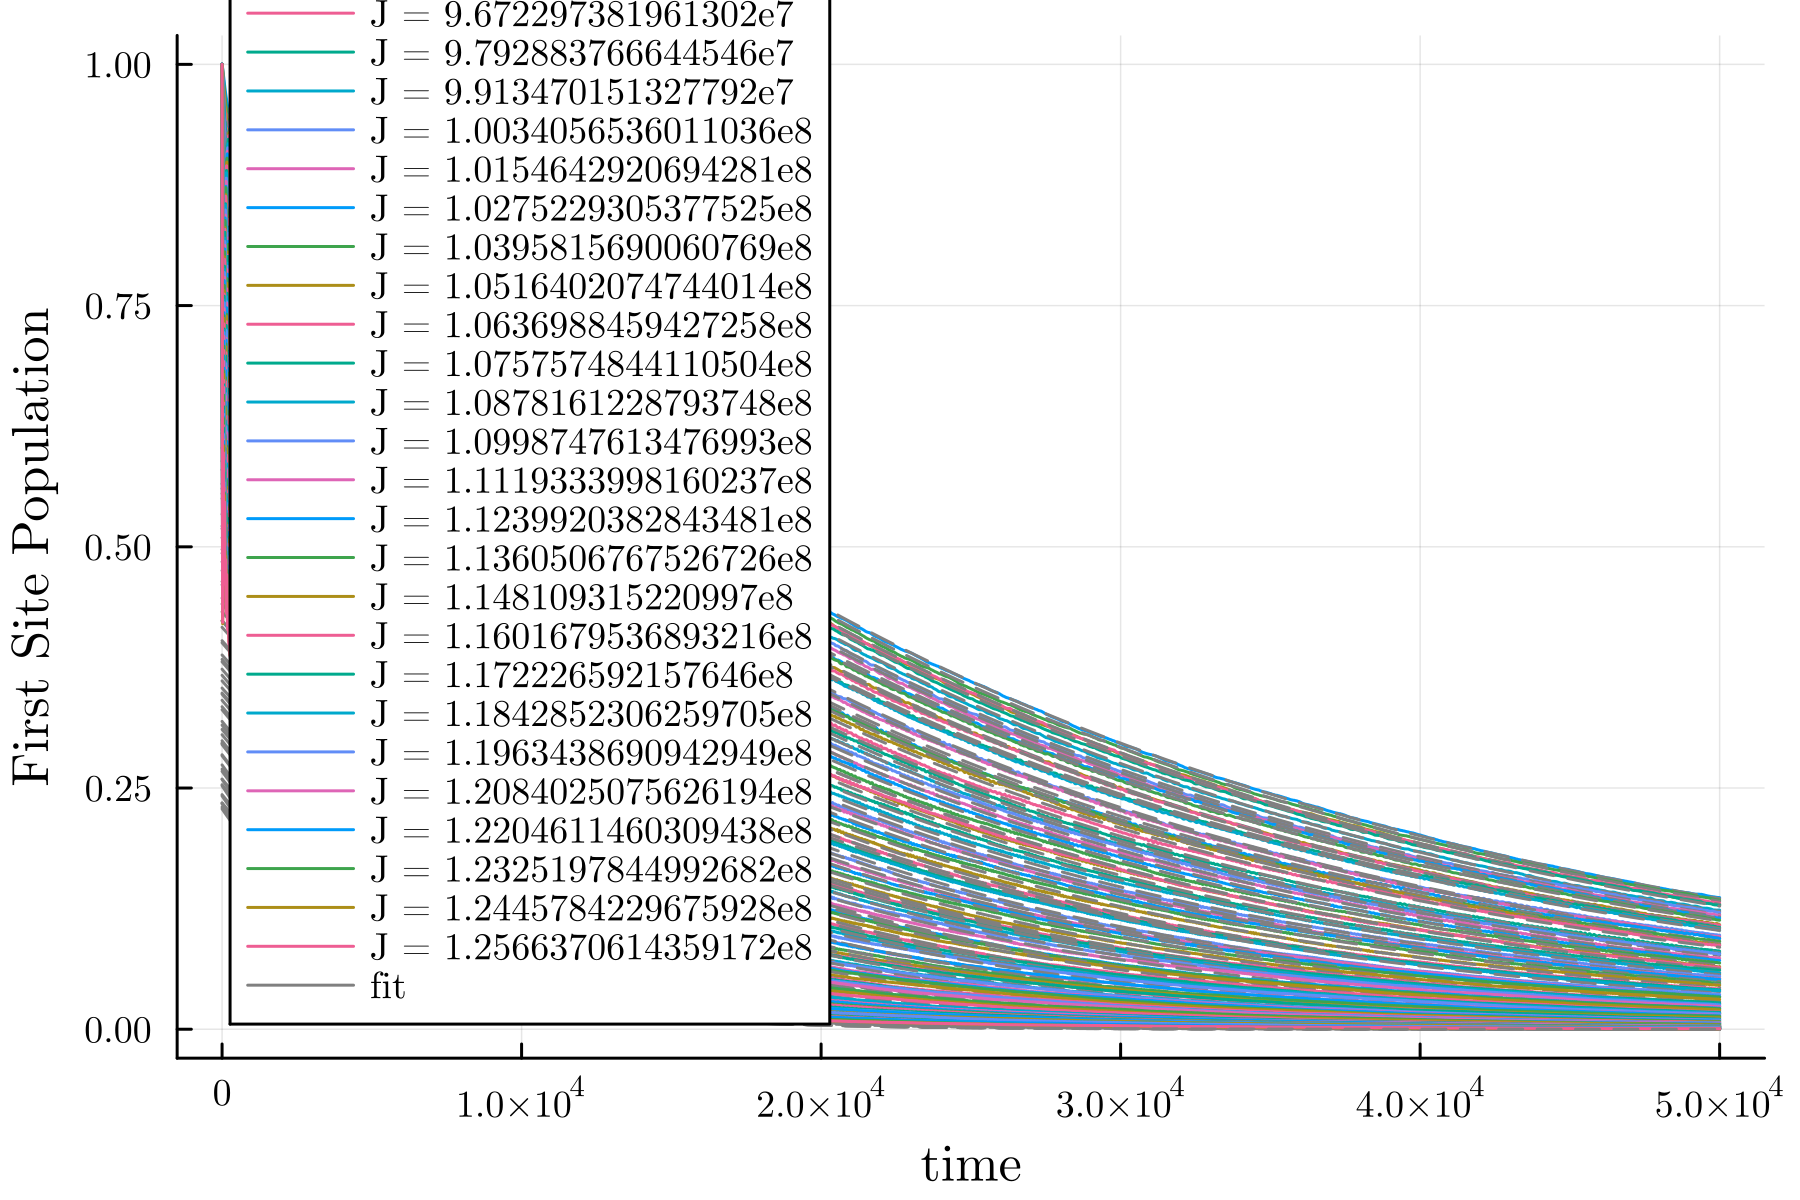 J = 9.672297381961302e7
J = 9.792883766644546e7
J = 9.913470151327792e7
J = 1.0034056536011036e8
J = 1.0154642920694281e8
J = 1.0275229305377525e8
J = 1.0395815690060769e8
J = 1.0516402074744014e8
J = 1.0636988459427258e8
J = 1.0757574844110504e8
J = 1.0878161228793748e8
J = 1.0998747613476993e8
J = 1.1119333998160237e8
J = 1.1239920382843481e8
J = 1.1360506767526726e8
J = 1.148109315220997e8
J = 1.1601679536893216e8
J = 1.172226592157646e8
J = 1.1842852306259705e8
J = 1.1963438690942949e8
J = 1.2084025075626194e8
J = 1.2204611460309438e8
J = 1.2325197844992682e8
J = 1.2445784229675928e8
J = 1.2566370614359172e8
fit
1.00
0.75
0.50
0.25
0.00
First Site Population
0
1.0×10⁴
2.0×10⁴
3.0×10⁴
4.0×10⁴
5.0×10⁴
time